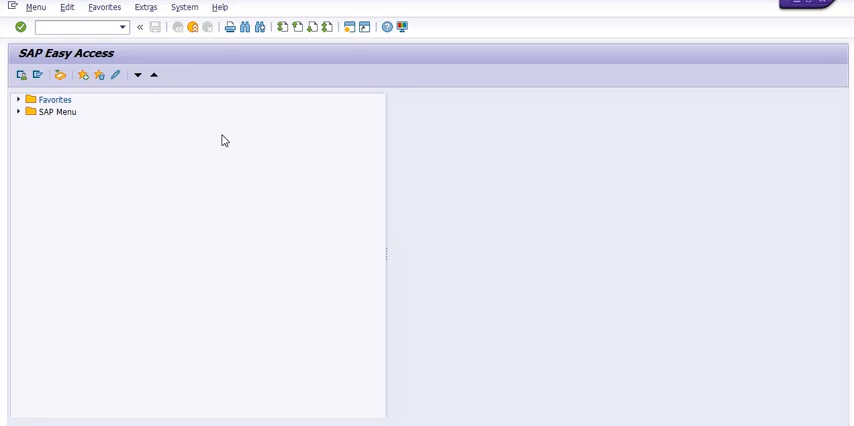 Menu Edit Favorites Extras System Help
SAP Easy Access
Favorites
SAP Menu